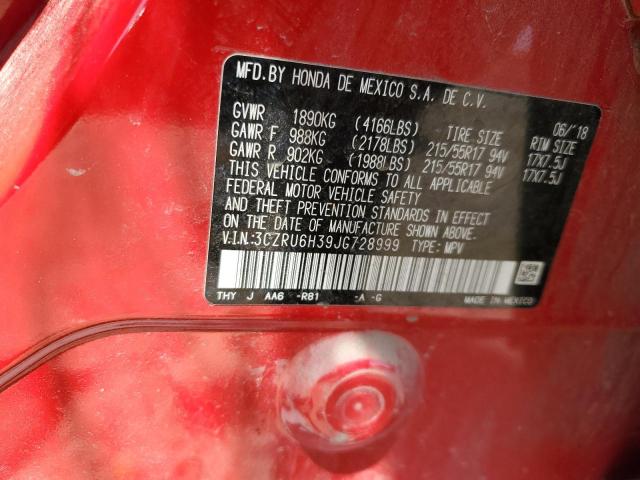 MFD. BY HONDA DE MEXICO S.A. DE C.V.
06/'18
GVWR 1890KG (4166LBS) TIRE SIZE RIM SIZE
GAWR F 988KG (2178LBS) 215/55R17 94V 17X7.5J
GAWR R 902KG (1988LBS) 215/55R17 94V 17X7.5J
THIS VEHICLE CONFORMS TO ALL APPLICABLE
FEDERAL MOTOR VEHICLE SAFETY
AND THEFT PREVENTION STANDARDS IN EFFECT
ON THE DATE OF MANUFACTURE SHOWN ABOVE.
V.I.N.:3CZRU6H39JG728999 TYPE: MPV
THY J AA6 -R81 -A -G MADE IN MEXICO